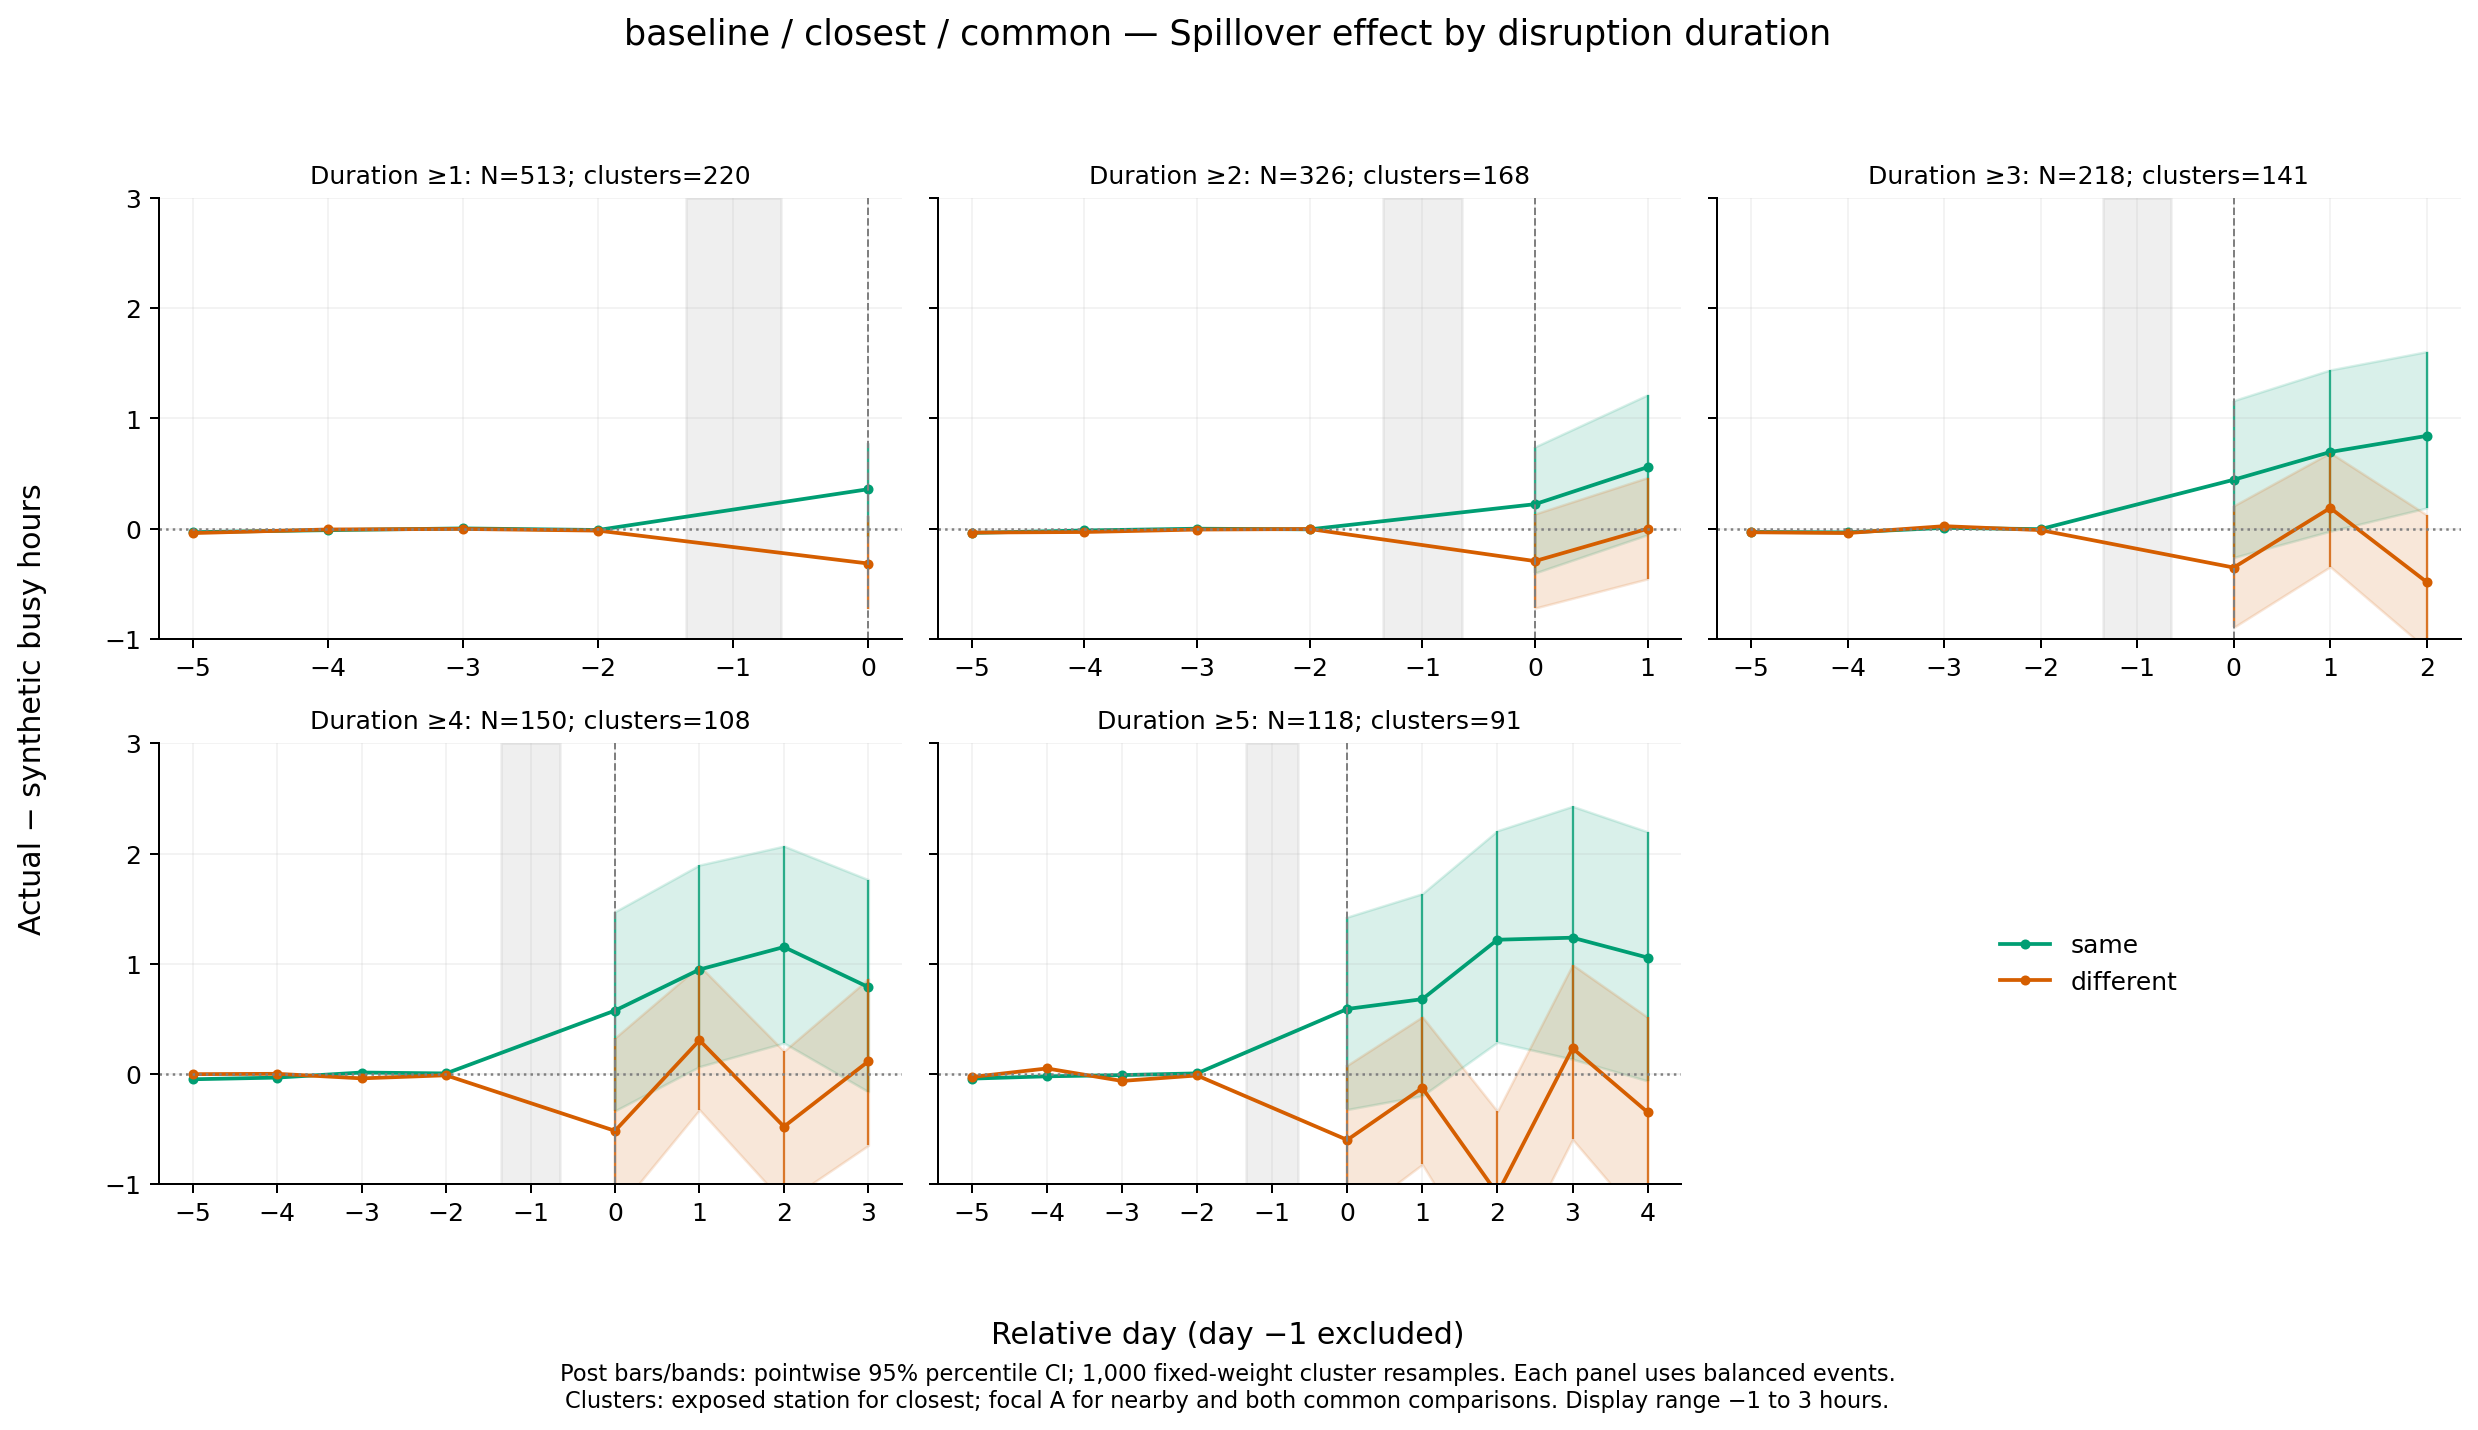 baseline / closest / common — Spillover effect by disruption duration
Duration ≥1: N=513; clusters=220
Duration ≥2: N=326; clusters=168
Duration ≥3: N=218; clusters=141
3
2
1
0
−1
−5 −4 −3 −2 −1 0
−5 −4 −3 −2 −1 0 1
−5 −4 −3 −2 −1 0 1 2
Actual − synthetic busy hours
Duration ≥4: N=150; clusters=108
Duration ≥5: N=118; clusters=91
3
2
1
0
−1
−5 −4 −3 −2 −1 0 1 2 3
−5 −4 −3 −2 −1 0 1 2 3 4
same
different
Relative day (day −1 excluded)
Post bars/bands: pointwise 95% percentile CI; 1,000 fixed-weight cluster resamples. Each panel uses balanced events.
Clusters: exposed station for closest; focal A for nearby and both common comparisons. Display range −1 to 3 hours.